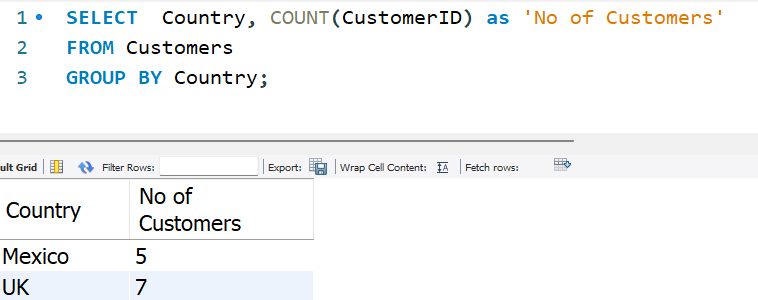 1 SELECT  Country, COUNT(CustomerID) as 'No of Customers'
2 FROM Customers
3 GROUP BY Country;
ult Grid Filter Rows: Export: Wrap Cell Content: Fetch rows:
Country No of
Customers
Mexico 5
UK 7